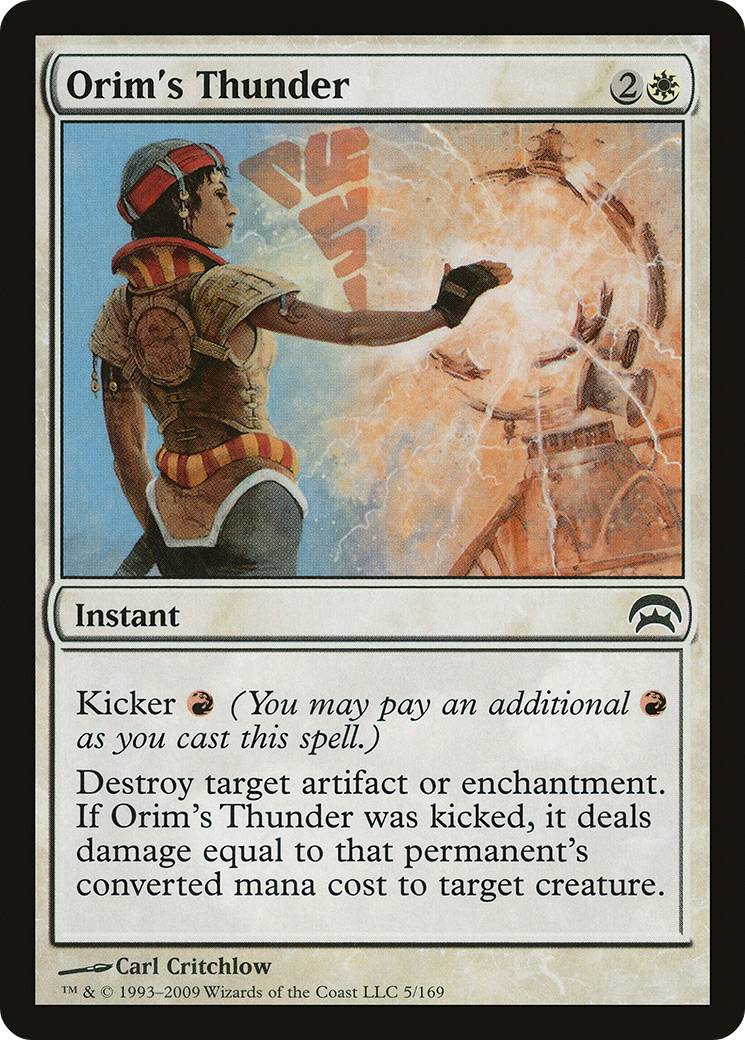 Orim's Thunder 2
Instant
Kicker (You may pay an additional
as you cast this spell.)
Destroy target artifact or enchantment.
If Orim's Thunder was kicked, it deals
damage equal to that permanent's
converted mana cost to target creature.
Carl Critchlow
™ & © 1993–2009 Wizards of the Coast LLC 5/169